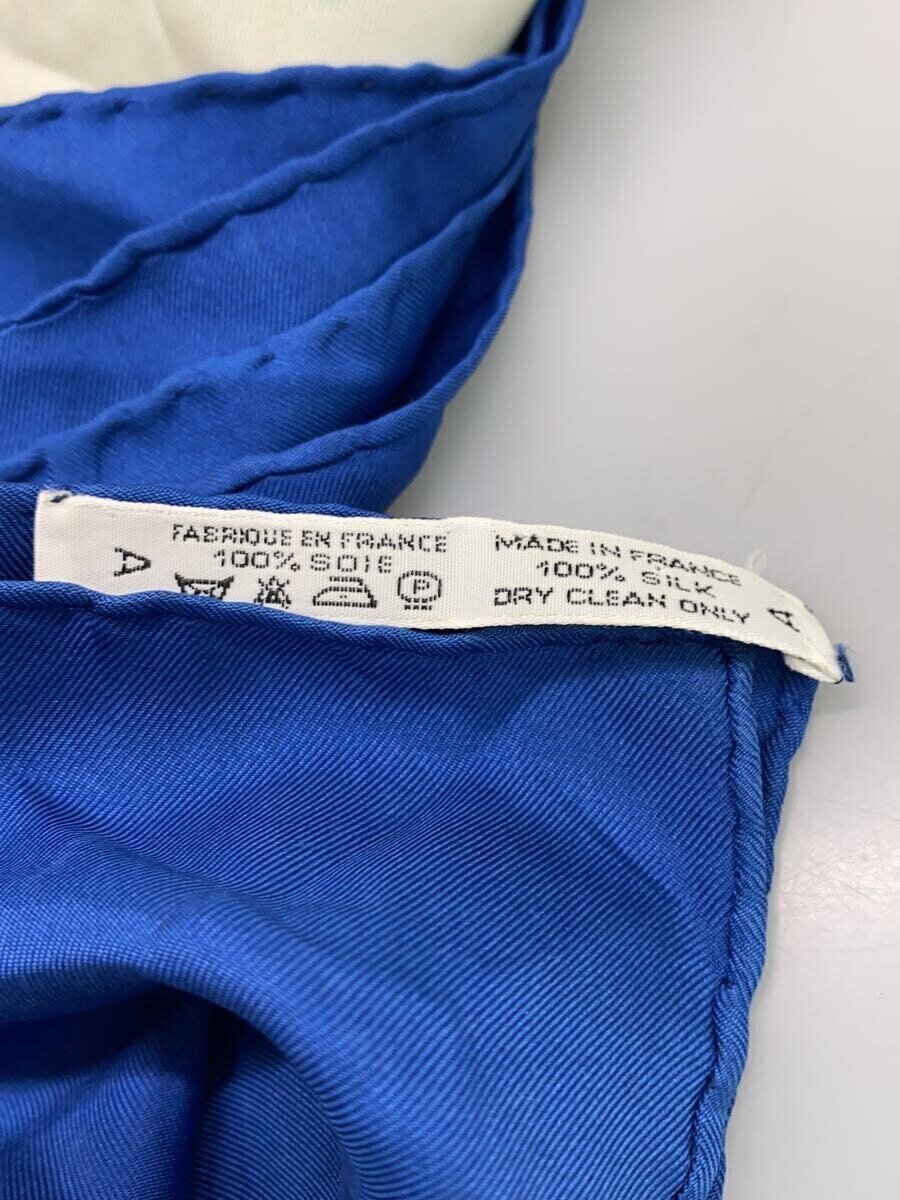 A
FABRIQUE EN FRANCE
100% SOIE
P
MADE IN FRANCE
100% SILK
DRY CLEAN ONLY
A